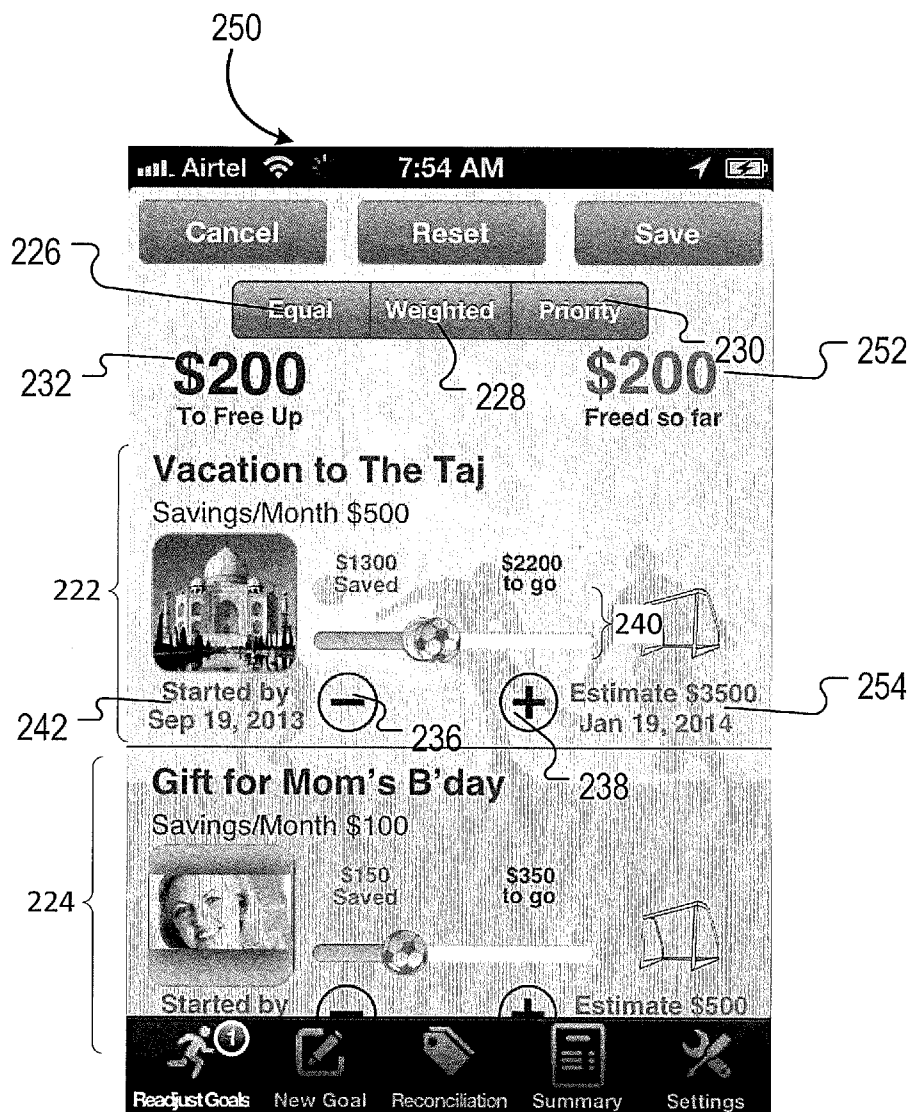 250
Airtel 7:54 AM
Cancel Reset Save
226
Equal Weighted Priority
232 $200 228 $200 230 252
To Free Up Freed so far
Vacation to The Taj
Savings/Month $500
222
$1300 $2200
Saved to go
240
Started by Estimate $3500
242 Sep 19, 2013 − 236 + Jan 19, 2014 254
238
Gift for Mom's B'day
Savings/Month $100
224
$150 $350
Saved to go
Started by Estimate $500
1
Readjust Goals New Goal Reconciliation Summary Settings